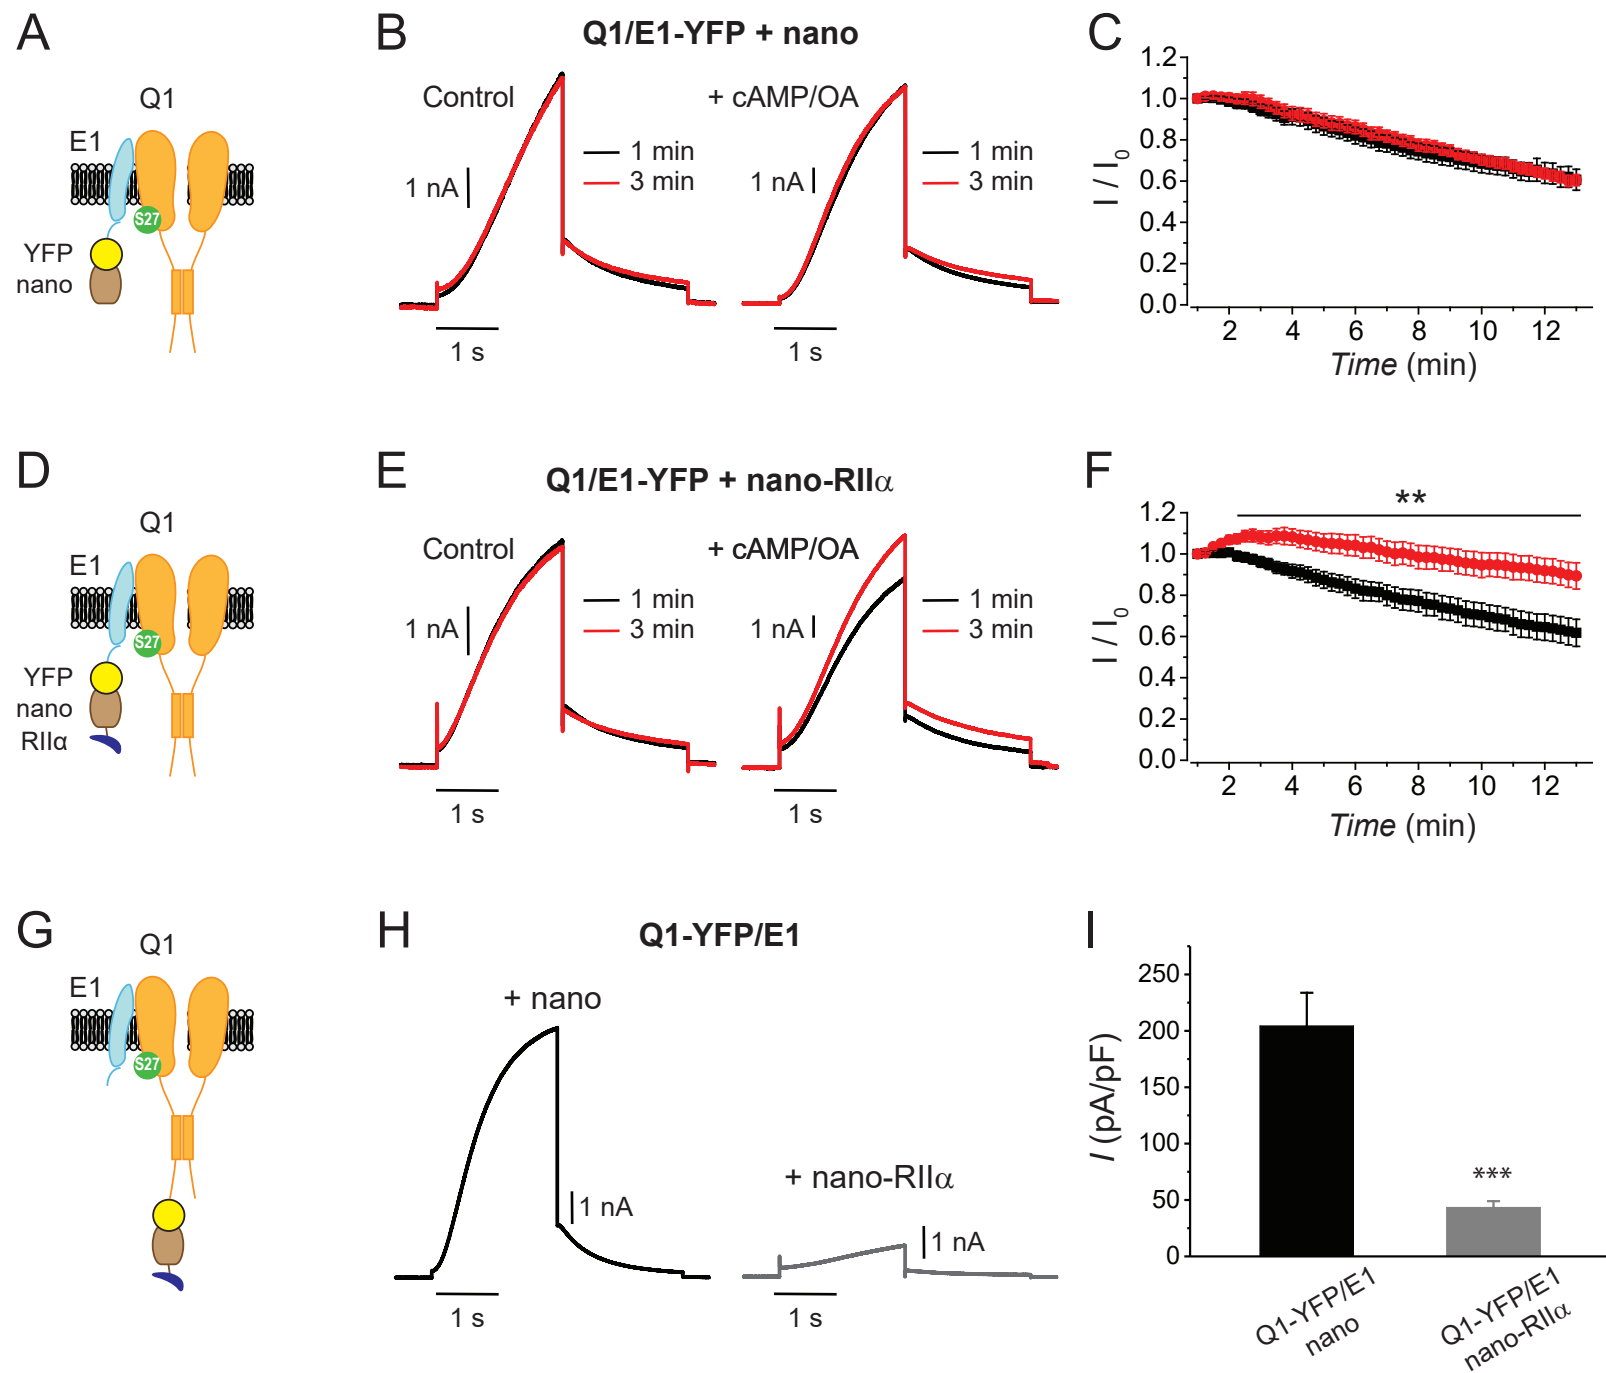 A
Q1
E1
S27
YFP
nano
B
Q1/E1-YFP + nano
Control
1 min
3 min
1 nA
1 s
+ cAMP/OA
1 min
3 min
1 nA
1 s
C
1.2
1.0
0.8
0.6
0.4
0.2
0.0
I / I0
2 4 6 8 10 12
Time (min)
D
Q1
E1
S27
YFP
nano
RIIα
E
Q1/E1-YFP + nano-RIIα
Control
1 min
3 min
1 nA
1 s
+ cAMP/OA
1 min
3 min
1 nA
1 s
F
**
1.2
1.0
0.8
0.6
0.4
0.2
0.0
I / I0
2 4 6 8 10 12
Time (min)
G
Q1
E1
S27
H
Q1-YFP/E1
+ nano
1 nA
1 s
+ nano-RIIα
1 nA
1 s
I
250
200
150
100
50
0
I (pA/pF)
***
Q1-YFP/E1
nano
Q1-YFP/E1
nano-RIIα